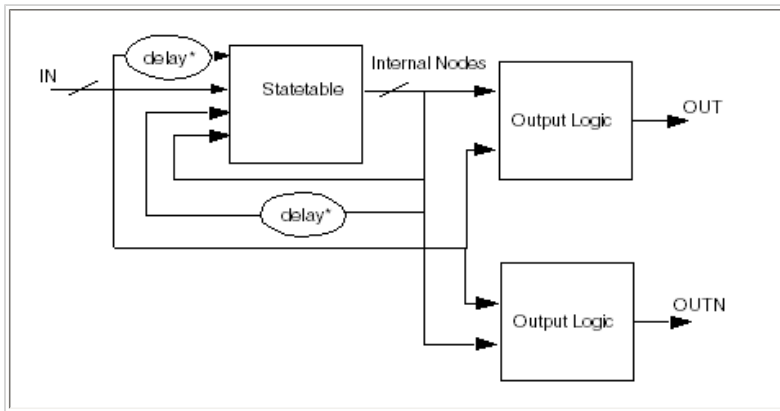 delay*
IN
Statetable
Internal Nodes
Output Logic
OUT
delay*
Output Logic
OUTN